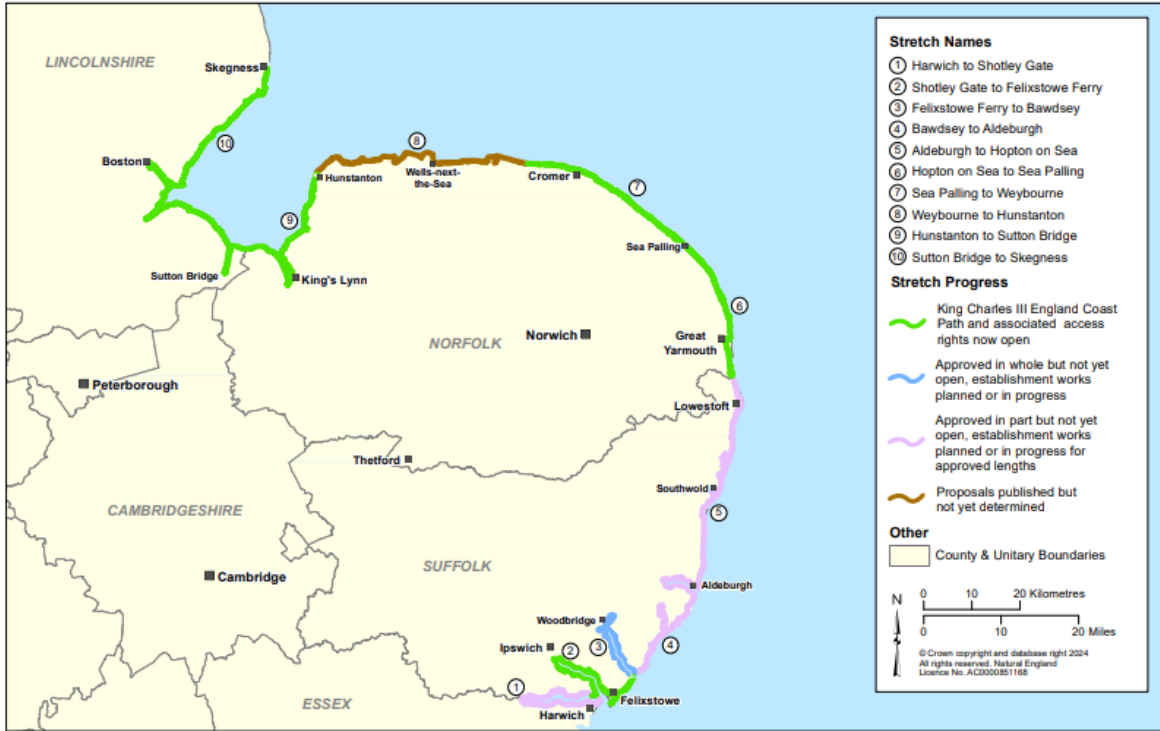 LINCOLNSHIRE
Skegness
10
Boston
8
Hunstanton
Wells-next-
the-Sea
Cromer
7
9
Sea Palling
Sutton Bridge
King's Lynn
6
Norwich
Great
Yarmouth
NORFOLK
Peterborough
Lowestoft
Thetford
Southwold
5
CAMBRIDGESHIRE
SUFFOLK
Cambridge
Aldeburgh
Woodbridge
Ipswich
2
3
4
1
Felixstowe
ESSEX
Harwich
Stretch Names
1 Harwich to Shotley Gate
2 Shotley Gate to Felixstowe Ferry
3 Felixstowe Ferry to Bawdsey
4 Bawdsey to Aldeburgh
5 Aldeburgh to Hopton on Sea
6 Hopton on Sea to Sea Palling
7 Sea Palling to Weybourne
8 Weybourne to Hunstanton
9 Hunstanton to Sutton Bridge
10 Sutton Bridge to Skegness
Stretch Progress
King Charles III England Coast
Path and associated access
rights now open
Approved in whole but not yet
open, establishment works
planned or in progress
Approved in part but not yet
open, establishment works
planned or in progress for
approved lengths
Proposals published but
not yet determined
Other
County & Unitary Boundaries
N
0 10 20 Kilometres
0 10 20 Miles
© Crown copyright and database right 2024
All rights reserved. Natural England
Licence No. AC0000851168